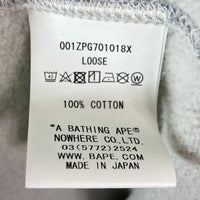 001ZPG701018X
LOOSE
100% COTTON
*A BATHING APE®
NOWHERE CO.,LTD.
03(5772)2524
WWW.BAPE.COM
MADE IN JAPAN